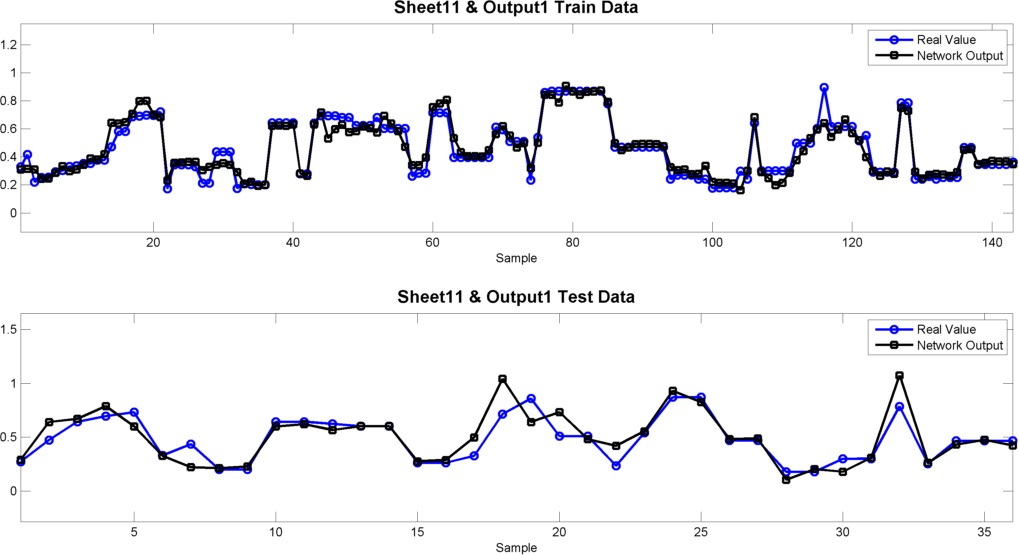 Sheet11 & Output1 Train Data
Real Value
Network Output
1.2
1
0.8
0.6
0.4
0.2
0
20 40 60 80 100 120 140
Sample
Sheet11 & Output1 Test Data
Real Value
Network Output
1.5
1
0.5
0
5 10 15 20 25 30 35
Sample